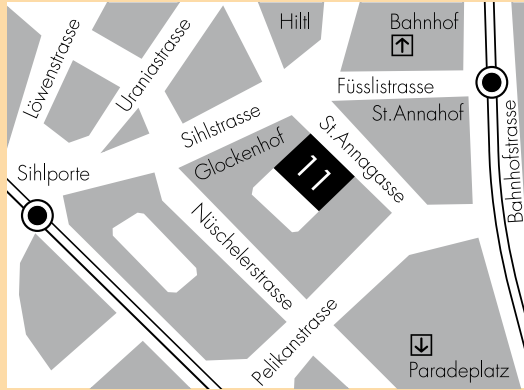 Hiltl
Bahnhof
Löwenstrasse
Uraniastrasse
Füsslistrasse
St.Annahof
Sihlstrasse
St.Annagasse
Glockenhof
11
Bahnhofstrasse
Sihlporte
Nüschelerstrasse
Pelikanstrasse
Paradeplatz